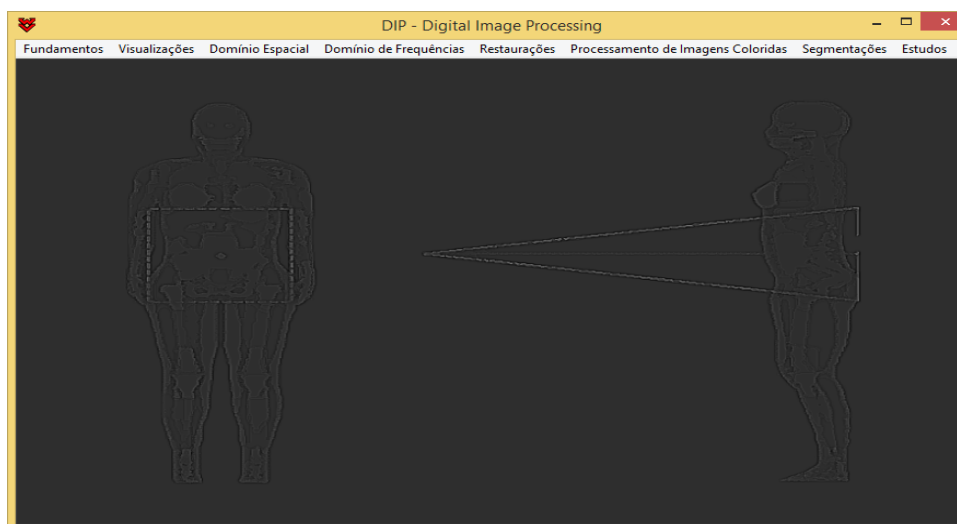 DIP - Digital Image Processing
Fundamentos Visualizações Domínio Espacial Domínio de Frequências Restaurações Processamento de Imagens Coloridas Segmentações Estudos